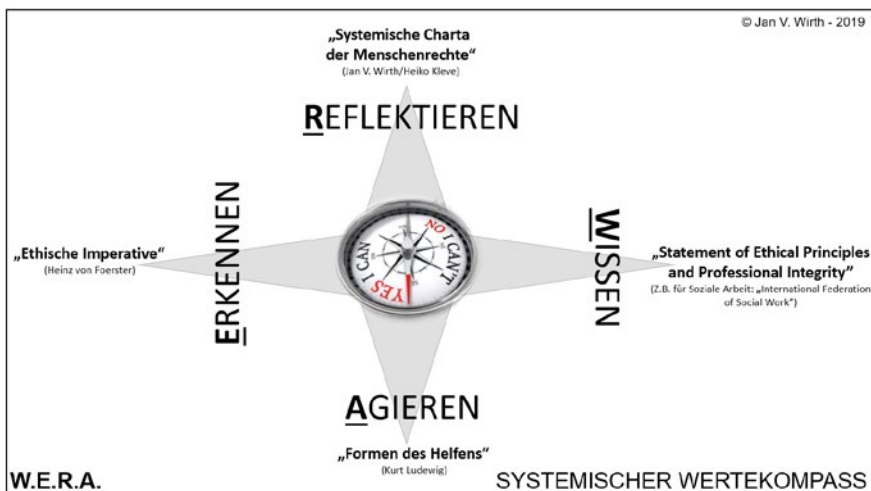 © Jan V. Wirth - 2019
„Systemische Charta
der Menschenrechte“
(Jan V. Wirth/Heiko Kleve)
REFLEKTIEREN
ERKENNEN
„Ethische Imperative“
(Heinz von Foerster)
NO I CAN'T
YES I CAN
WISSEN
„Statement of Ethical Principles
and Professional Integrity”
(Z.B. für Soziale Arbeit: „International Federation
of Social Work”)
AGIEREN
„Formen des Helfens“
(Kurt Ludewig)
W.E.R.A.
SYSTEMISCHER WERTEKOMPASS